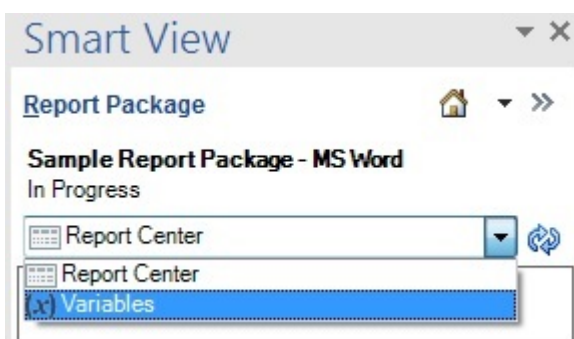 Smart View
Report Package
Sample Report Package - MS Word
In Progress
Report Center
Report Center
(x) Variables